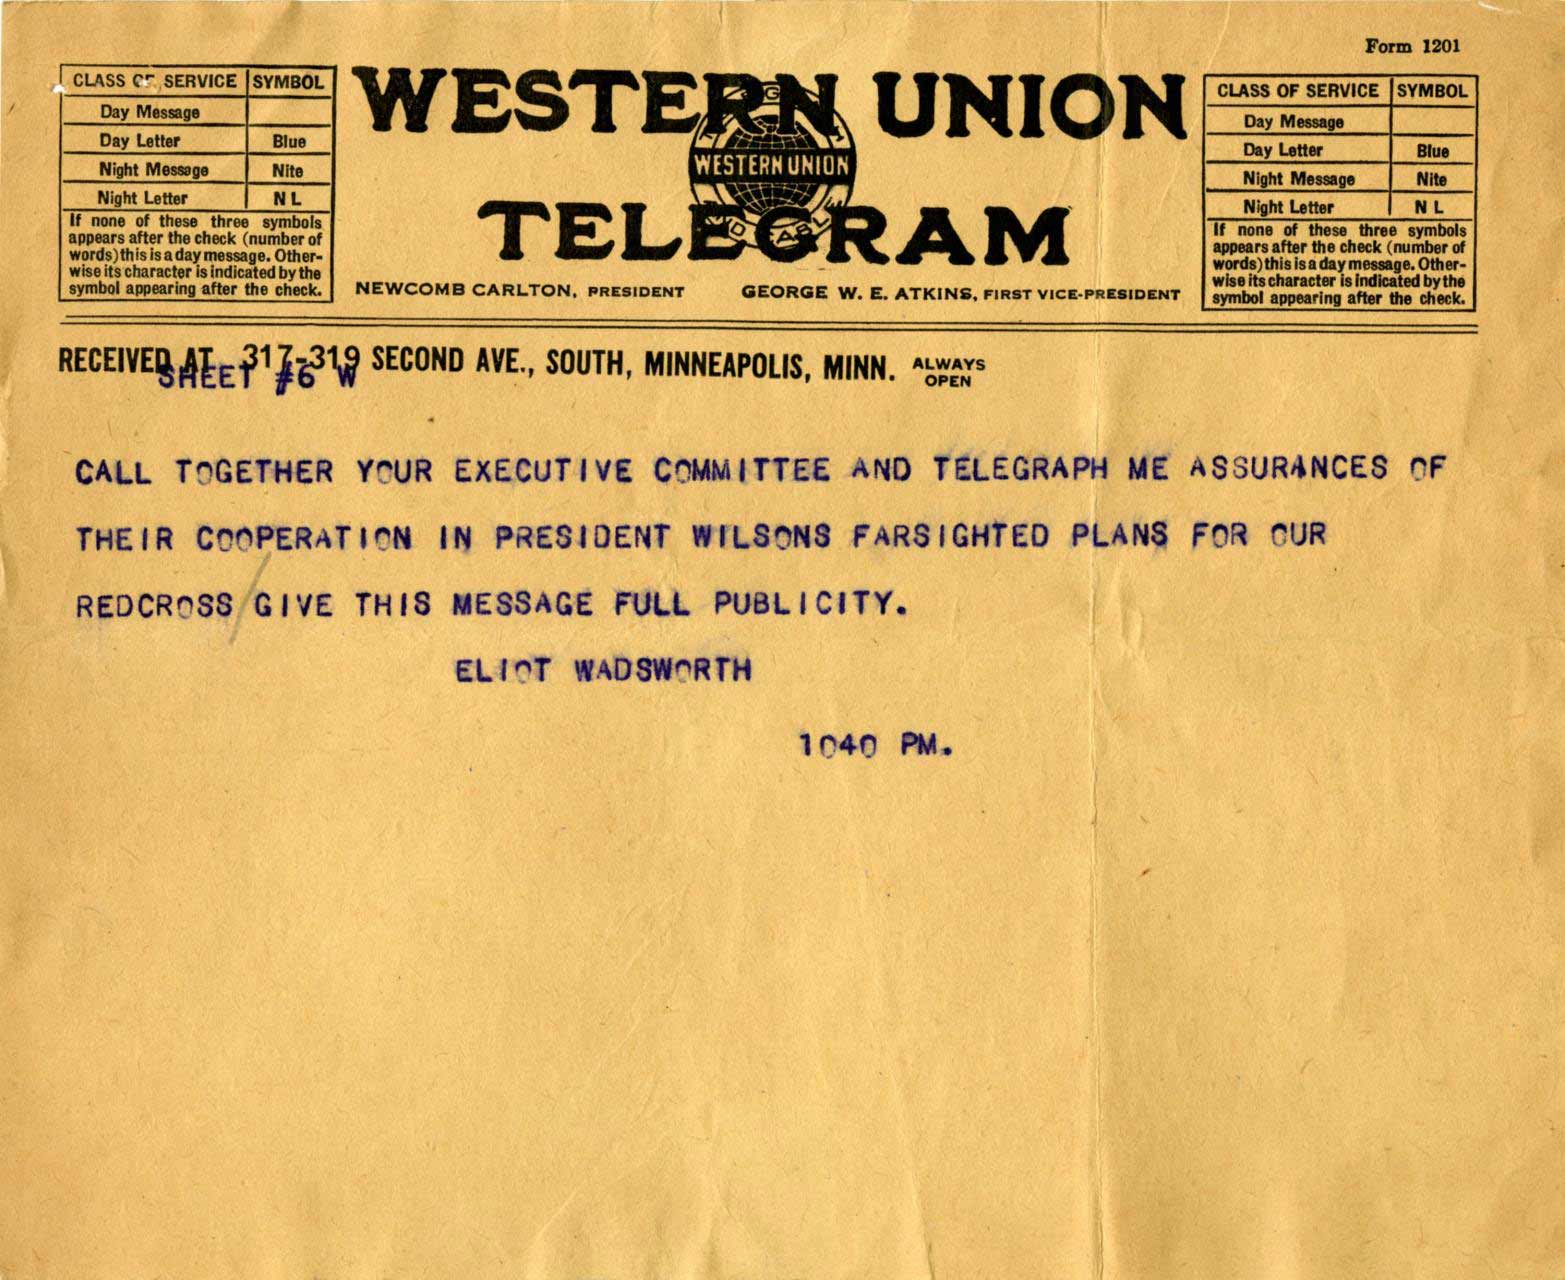 Form 1201
CLASS OF SERVICE SYMBOL
Day Message
Day Letter Blue
Night Message Nite
Night Letter N L
If none of these three symbols
appears after the check (number of
words) this is a day message. Other-
wise its character is indicated by the
symbol appearing after the check.
WESTERN UNION
WESTERN UNION
TELEGRAM
NEWCOMB CARLTON, PRESIDENT GEORGE W. E. ATKINS, FIRST VICE-PRESIDENT
CLASS OF SERVICE SYMBOL
Day Message
Day Letter Blue
Night Message Nite
Night Letter N L
If none of these three symbols
appears after the check (number of
words) this is a day message. Other-
wise its character is indicated by the
symbol appearing after the check.
RECEIVED AT 317-319 SECOND AVE., SOUTH, MINNEAPOLIS, MINN. ALWAYS OPEN
SHEET #6 W
CALL TOGETHER YOUR EXECUTIVE COMMITTEE AND TELEGRAPH ME ASSURANCES OF
THEIR COOPERATION IN PRESIDENT WILSONS FARSIGHTED PLANS FOR OUR
REDCROSS/GIVE THIS MESSAGE FULL PUBLICITY.
ELIOT WADSWORTH
1040 PM.